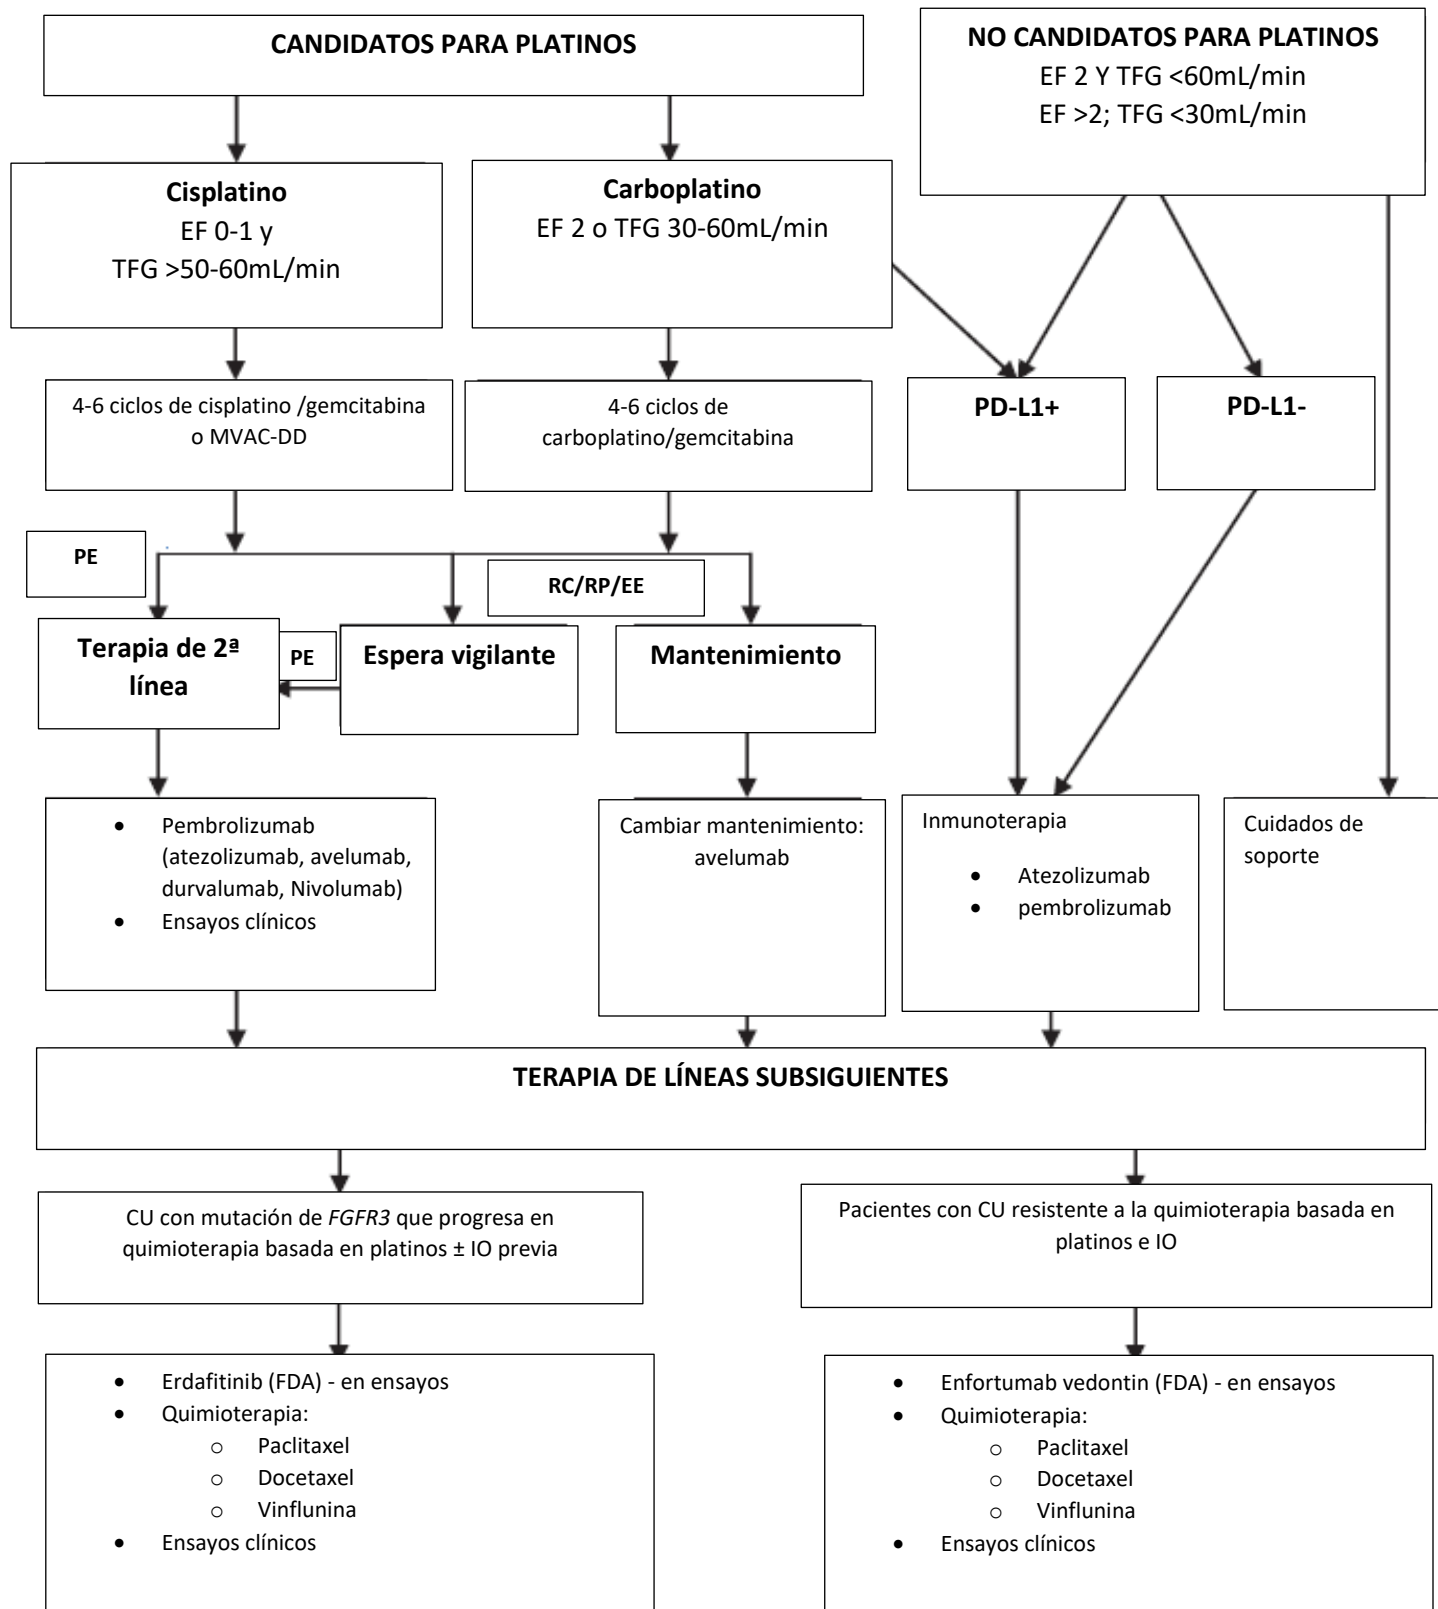 CANDIDATOS PARA PLATINOS
NO CANDIDATOS PARA PLATINOS
EF 2 Y TFG <60mL/min
EF >2; TFG <30mL/min
Cisplatino
EF 0-1 y
TFG >50-60mL/min
Carboplatino
EF 2 o TFG 30-60mL/min
4-6 ciclos de cisplatino /gemcitabina
o MVAC-DD
4-6 ciclos de
carboplatino/gemcitabina
PD-L1+
PD-L1-
PE
RC/RP/EE
Terapia de 2ª
línea
PE
Espera vigilante
Mantenimiento
• Pembrolizumab
(atezolizumab, avelumab,
durvalumab, Nivolumab)
• Ensayos clínicos
Cambiar mantenimiento:
avelumab
Inmunoterapia
• Atezolizumab
• pembrolizumab
Cuidados de
soporte
TERAPIA DE LÍNEAS SUBSIGUIENTES
CU con mutación de FGFR3 que progresa en
quimioterapia basada en platinos ± IO previa
Pacientes con CU resistente a la quimioterapia basada en
platinos e IO
• Erdafitinib (FDA) - en ensayos
• Quimioterapia:
o Paclitaxel
o Docetaxel
o Vinflunina
• Ensayos clínicos
• Enfortumab vedontin (FDA) - en ensayos
• Quimioterapia:
o Paclitaxel
o Docetaxel
o Vinflunina
• Ensayos clínicos